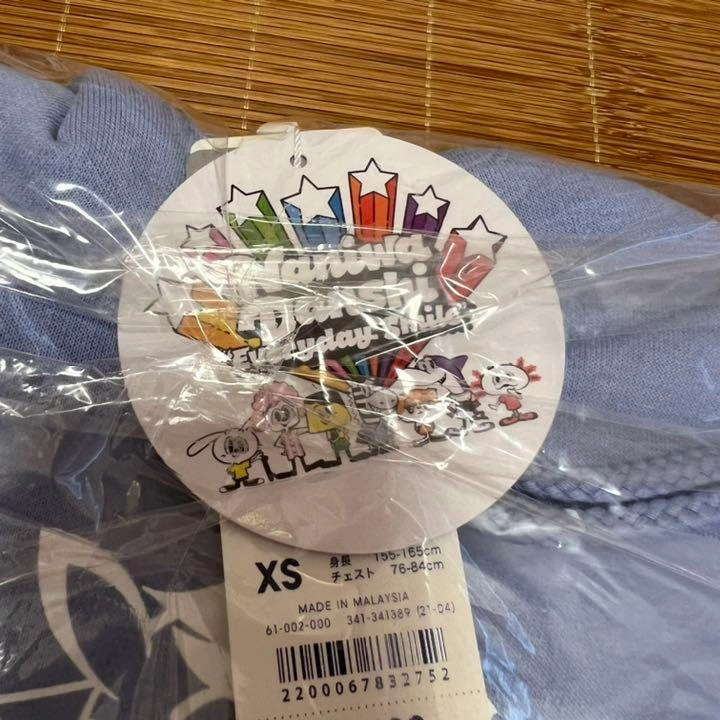 Naniwa
"Everyday Smile"
XS
身長 155-165cm
チェスト 76-84cm
MADE IN MALAYSIA
61-002-000 341-341389 (21-04)
2200067832752